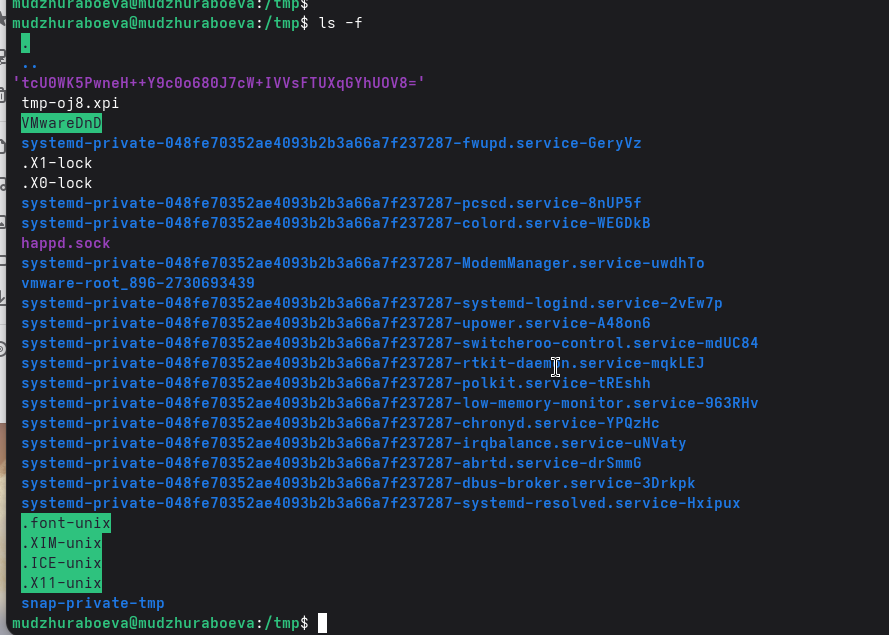 mudzhuraboeva@mudzhuraboeva:/tmp$
mudzhuraboeva@mudzhuraboeva:/tmp$ ls -f
.
..
'tcU0WK5PwneH++Y9c0o680J7cW+IVVsFTUXqGYhUOV8='
tmp-oj8.xpi
VMwareDnD
systemd-private-048fe70352ae4093b2b3a66a7f237287-fwupd.service-GeryVz
.X1-lock
.X0-lock
systemd-private-048fe70352ae4093b2b3a66a7f237287-pcscd.service-8nUP5f
systemd-private-048fe70352ae4093b2b3a66a7f237287-colord.service-WEGDkB
happd.sock
systemd-private-048fe70352ae4093b2b3a66a7f237287-ModemManager.service-uwdhTo
vmware-root_896-2730693439
systemd-private-048fe70352ae4093b2b3a66a7f237287-systemd-logind.service-2vEw7p
systemd-private-048fe70352ae4093b2b3a66a7f237287-upower.service-A48on6
systemd-private-048fe70352ae4093b2b3a66a7f237287-switcheroo-control.service-mdUC84
systemd-private-048fe70352ae4093b2b3a66a7f237287-rtkit-daemon.service-mqkLEJ
systemd-private-048fe70352ae4093b2b3a66a7f237287-polkit.service-tREshh
systemd-private-048fe70352ae4093b2b3a66a7f237287-low-memory-monitor.service-963RHv
systemd-private-048fe70352ae4093b2b3a66a7f237287-chronyd.service-YPQzHc
systemd-private-048fe70352ae4093b2b3a66a7f237287-irqbalance.service-uNVaty
systemd-private-048fe70352ae4093b2b3a66a7f237287-abrtd.service-drSmmG
systemd-private-048fe70352ae4093b2b3a66a7f237287-dbus-broker.service-3Drkpk
systemd-private-048fe70352ae4093b2b3a66a7f237287-systemd-resolved.service-Hxipux
.font-unix
.XIM-unix
.ICE-unix
.X11-unix
snap-private-tmp
mudzhuraboeva@mudzhuraboeva:/tmp$